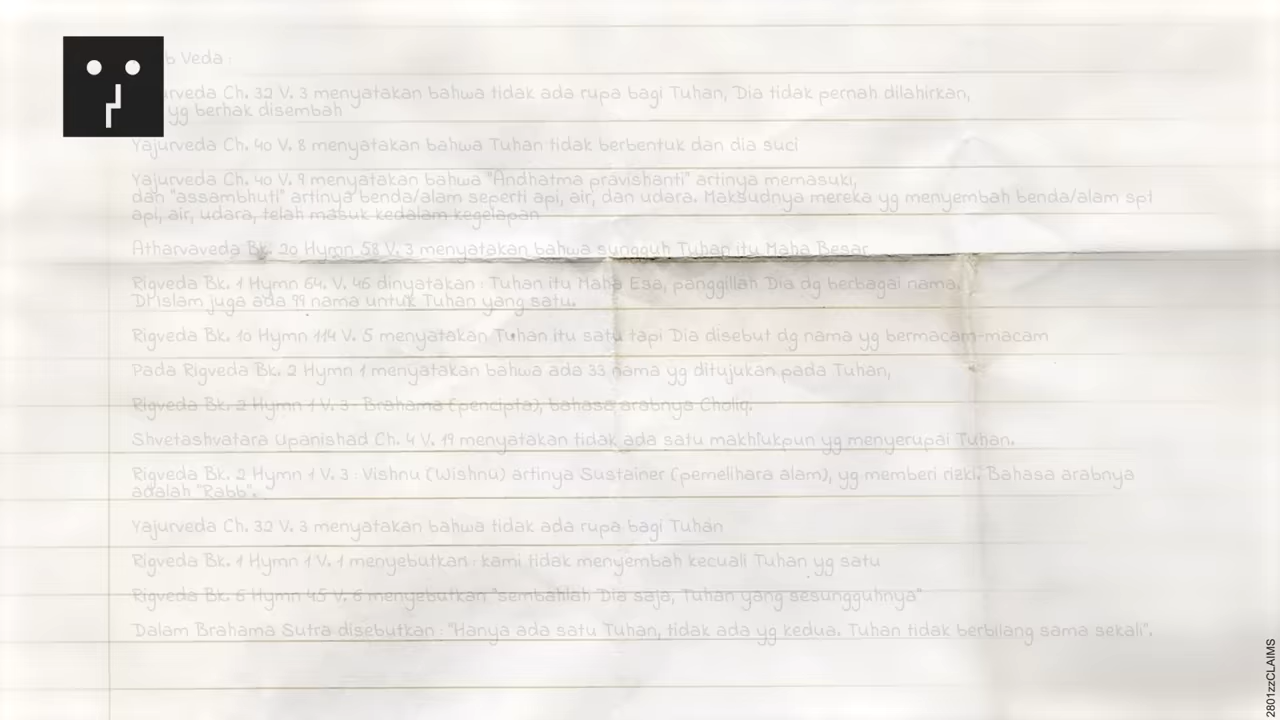 b Veda :
urveda Ch. 32 V. 3 menyatakan bahwa tidak ada rupa bagi Tuhan, Dia tidak pernah dilahirkan,
yg berhak disembah
Yajurveda Ch. 40 V. 8 menyatakan bahwa Tuhan tidak berbentuk dan dia suci
Yajurveda Ch. 40 V. 9 menyatakan bahwa "Andhatma pravishanti" artinya memasuki,
dan "assambhuti" artinya benda/alam seperti api, air, dan udara. Maksudnya mereka yg menyembah benda/alam spt
api, air, udara, telah masuk kedalam kegelapan
Atharvaveda Bk. 20 Hymn 58 V. 3 menyatakan bahwa sungguh Tuhan itu Maha Besar
Rigveda Bk. 1 Hymn 64. V. 46 dinyatakan : Tuhan itu Maha Esa, panggillah Dia dg berbagai nama.
DI Islam juga ada 99 nama untuk Tuhan yang satu.
Rigveda Bk. 10 Hymn 114 V. 5 menyatakan Tuhan itu satu tapi Dia disebut dg nama yg bermacam-macam
Pada Rigveda Bk. 2 Hymn 1 menyatakan bahwa ada 33 nama yg ditujukan pada Tuhan,
Rigveda Bk. 2 Hymn 1 V. 3 : Brahama (pencipta), bahasa arabnya Choliq.
Shvetashvatara Upanishad Ch. 4 V. 19 menyatakan tidak ada satu makhlukpun yg menyerupai Tuhan.
Rigveda Bk. 2 Hymn 1 V. 3 : Vishnu (Wishnu) artinya Sustainer (pemelihara alam), yg memberi rizki. Bahasa arabnya
adalah "Rabb".
Yajurveda Ch. 32 V. 3 menyatakan bahwa tidak ada rupa bagi Tuhan
Rigveda Bk. 1 Hymn 1 V. 1 menyebutkan : kami tidak menyembah kecuali Tuhan yg satu
Rigveda Bk. 6 Hymn 45 V. 6 menyebutkan "sembahlah Dia saja, Tuhan yang sesungguhnya"
Dalam Brahama Sutra disebutkan : "Hanya ada satu Tuhan, tidak ada yg kedua. Tuhan tidak berbilang sama sekali".
2801zzCLAIMS